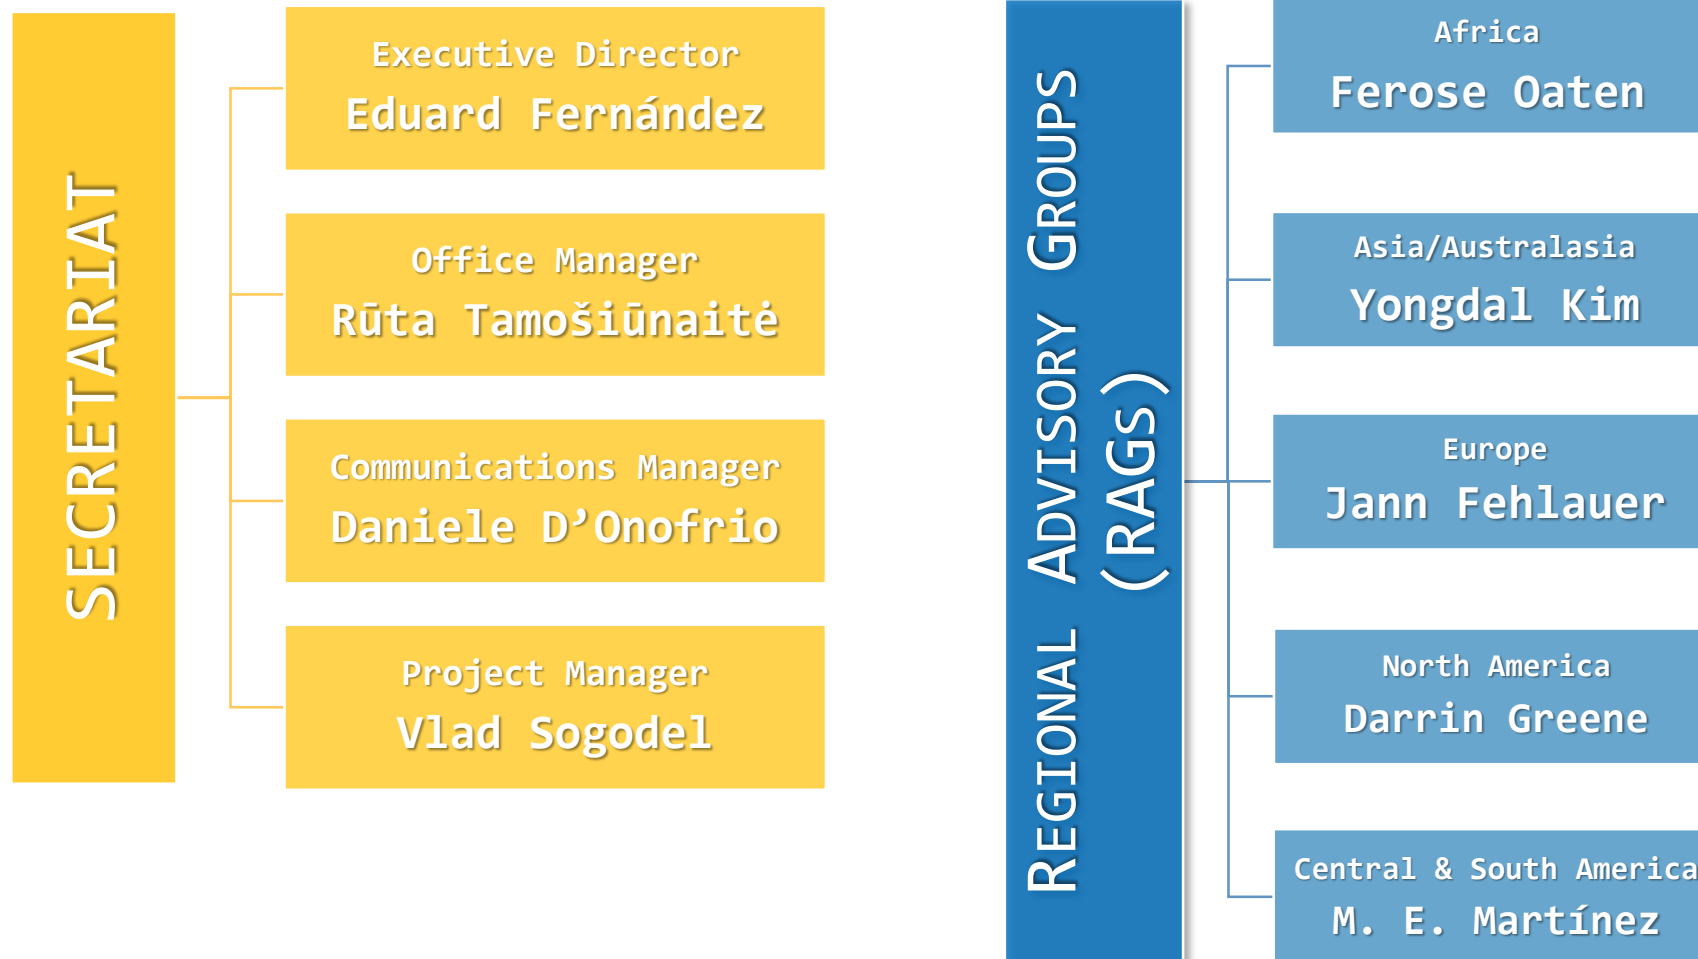 SECRETARIAT
Executive Director
Eduard Fernández
Office Manager
Rūta Tamošiūnaitė
Communications Manager
Daniele D’Onofrio
Project Manager
Vlad Sogodel
REGIONAL ADVISORY GROUPS
(RAGS)
Africa
Ferose Oaten
Asia/Australasia
Yongdal Kim
Europe
Jann Fehlauer
North America
Darrin Greene
Central & South America
M. E. Martínez